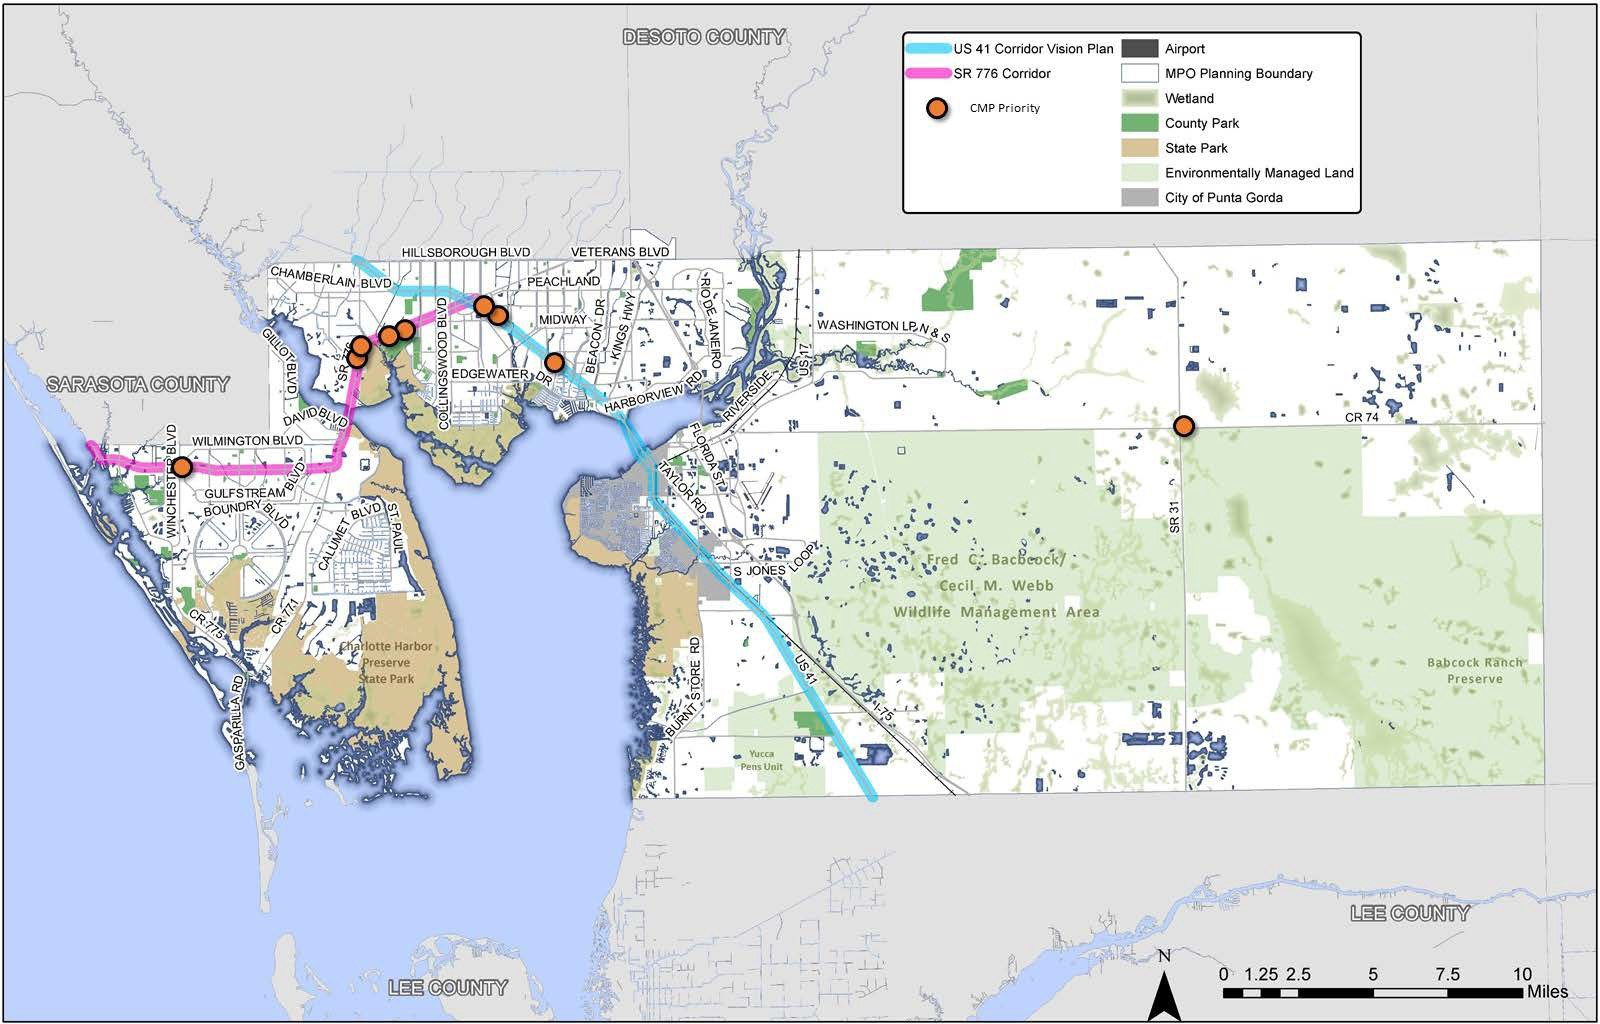 DESOTO COUNTY
US 41 Corridor Vision Plan
SR 776 Corridor
CMP Priority
Airport
MPO Planning Boundary
Wetland
County Park
State Park
Environmentally Managed Land
City of Punta Gorda
HILLSBOROUGH BLVD
VETERANS BLVD
CHAMBERLAIN BLVD
PEACHLAND
RIO DE JANEIRO
MIDWAY
BEACON DR
KINGS HWY
COLLINGSWOOD BLVD
WASHINGTON LP N & S
US 17
GILLOT BLVD
SR
EDGEWATER DR
SARASOTA COUNTY
HARBORVIEW RD
RIVERSIDE
DAVID BLVD
CR 74
WILMINGTON BLVD
WINCHESTER BLVD
FLORIDA ST
TAYLOR RD
GULFSTREAM BLVD
BOUNDRY BLVD
CALUMET BLVD
ST. PAUL
SR 31
S JONES LOOP
Fred C. Babcock/
Cecil M. Webb
Wildlife Management Area
CR 775
CR 771
Charlotte Harbor
Preserve
State Park
US 41
BURNT STORE RD
I-75
Babcock Ranch
Preserve
GASPARILLA RD
Yucca
Pens Unit
LEE COUNTY
LEE COUNTY
N
0 1.25 2.5 5 7.5 10
Miles